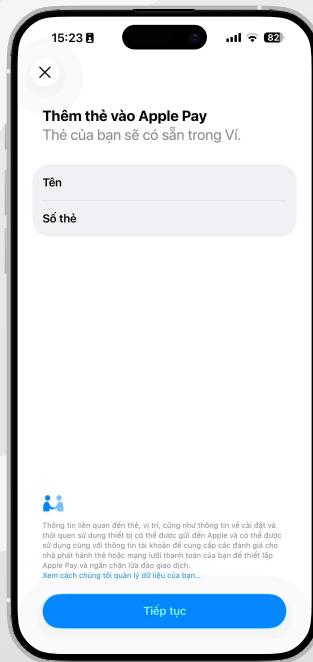 15:23
82
Thêm thẻ vào Apple Pay
Thẻ của bạn sẽ có sẵn trong Ví.
Tên
Số thẻ
Thông tin liên quan đến thẻ, vị trí, cũng như thông tin về cài đặt và
thói quen sử dụng thiết bị có thể được gửi đến Apple và có thể được
sử dụng cùng với thông tin tài khoản để cung cấp các đánh giá cho
nhà phát hành thẻ hoặc mạng lưới thanh toán của bạn để thiết lập
Apple Pay và ngăn chặn lừa đảo giao dịch.
Xem cách chúng tôi quản lý dữ liệu của bạn...
Tiếp tục